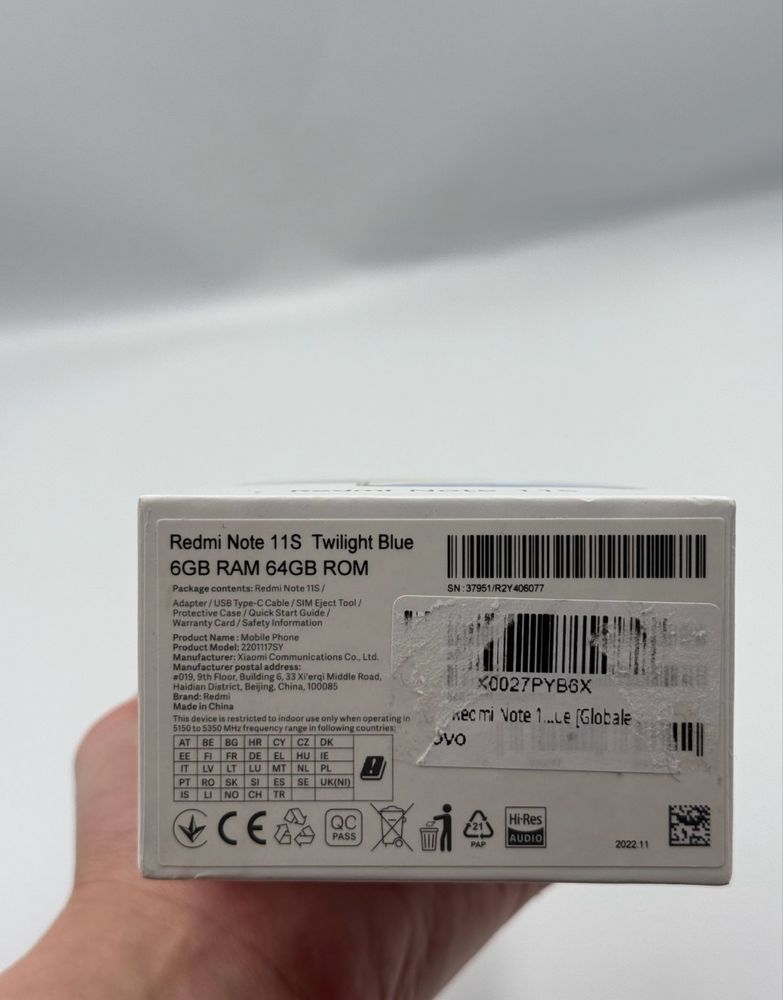 Redmi Note 11S
Redmi Note 11S Twilight Blue
6GB RAM 64GB ROM
Package contents: Redmi Note 11S /
Adapter / USB Type-C Cable / SIM Eject Tool /
Protective Case / Quick Start Guide /
Warranty Card / Safety Information
Product Name : Mobile Phone
Product Model: 2201117SY
Manufacturer: Xiaomi Communications Co., Ltd.
Manufacturer postal address:
#019, 9th Floor, Building 6, 33 Xi'erqi Middle Road,
Haidian District, Beijing, China, 100085
Brand: Redmi
Made in China
This device is restricted to indoor use only when operating in
5150 to 5350 MHz frequency range in following countries:
AT BE BG HR CY CZ DK
EE FI FR DE EL HU IE
IT LV LT LU MT NL PL
PT RO SK SI ES SE UK(NI)
IS LI NO CH TR
SN : 37951/R2Y406077
X0027PYB6X
Redmi Note 1...ue [Globale
ovo
CE
QC
PASS
21
PAP
Hi-Res
AUDIO
2022.11